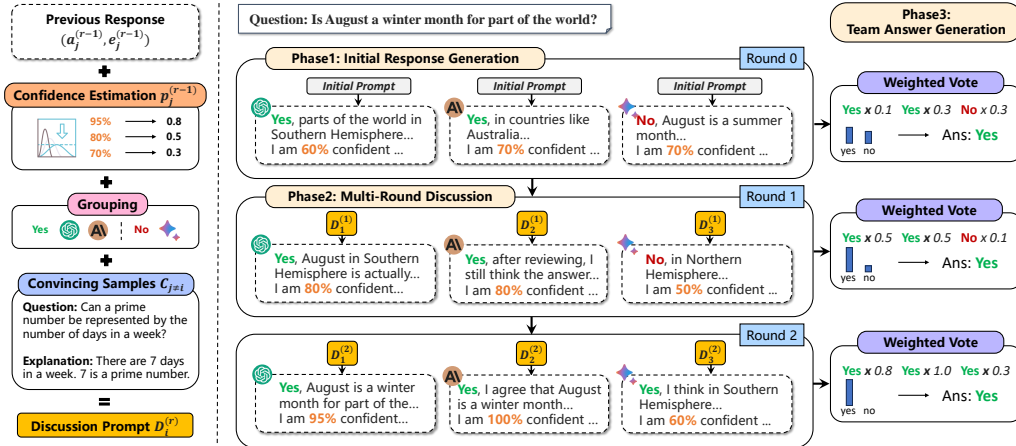 Previous Response
(a_j^(r-1), e_j^(r-1))
Confidence Estimation p_j^(r-1)
95% 0.8
80% 0.5
70% 0.3
Grouping
Yes No
Convincing Samples C_j≠i
Question: Can a
prime number be represented by the
number of days in a week?
Explanation: There are 7 days
in a week. 7 is a prime number.
=
Discussion Prompt D_i^(r)
Question: Is August a winter month for part of the world?
Phase1: Initial Response Generation
Round 0
Initial Prompt
Yes, parts of the world in
Southern Hemisphere...
I am 60% confident ...
Initial Prompt
Yes, in countries like
Australia...
I am 70% confident ...
Initial Prompt
No, August is a summer
month...
I am 70% confident ...
Phase2: Multi-Round Discussion
Round 1
D_1^(1)
Yes, August in Southern
Hemisphere is actually...
I am 80% confident...
D_2^(1)
Yes, after reviewing, I
still think the answer...
I am 80% confident ...
D_3^(1)
No, in Northern
Hemisphere...
I am 50% confident ...
Round 2
D_1^(2)
Yes, August is a winter
month for part of the...
I am 95% confident...
D_2^(2)
Yes, I agree that August
is a winter month...
I am 100% confident ...
D_3^(2)
Yes, I think in Southern
Hemisphere...
I am 60% confident ...
Phase3:
Team Answer Generation
Weighted Vote
Yes x 0.1 Yes x 0.3 No x 0.3
yes no
Ans: Yes
Weighted Vote
Yes x 0.5 Yes x 0.5 No x 0.1
yes no
Ans: Yes
Weighted Vote
Yes x 0.8 Yes x 1.0 Yes x 0.3
yes no
Ans: Yes